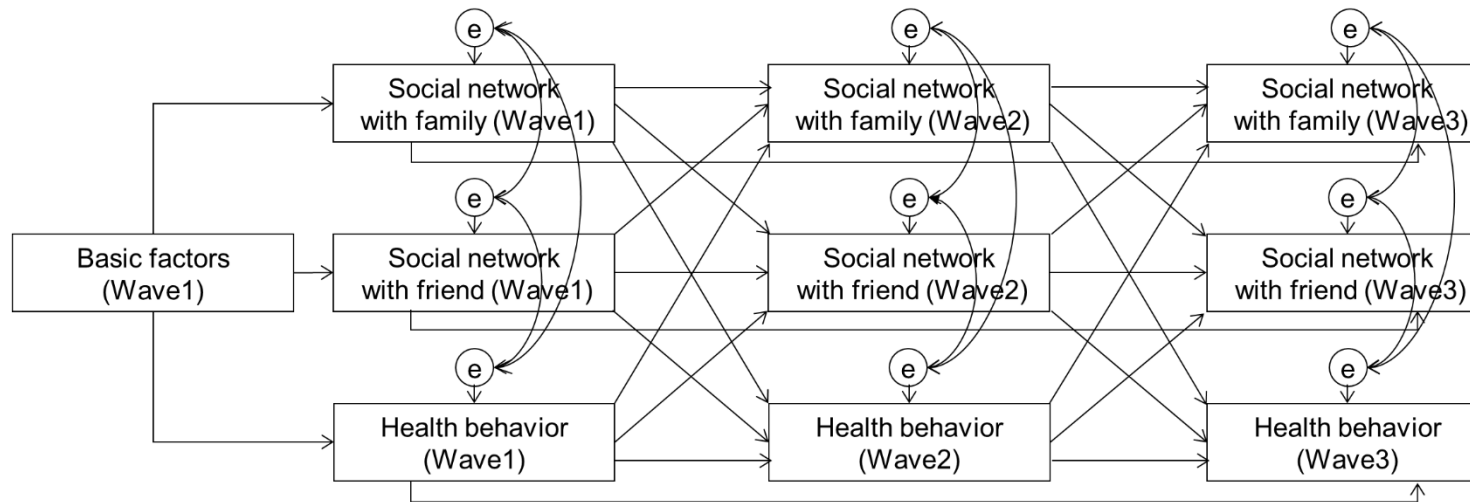 e
e
e
Social network
with family (Wave1)
Social network
with family (Wave2)
Social network
with family (Wave3)
e
e
e
Basic factors
(Wave1)
Social network
with friend (Wave1)
Social network
with friend (Wave2)
Social network
with friend (Wave3)
e
e
e
Health behavior
(Wave1)
Health behavior
(Wave2)
Health behavior
(Wave3)